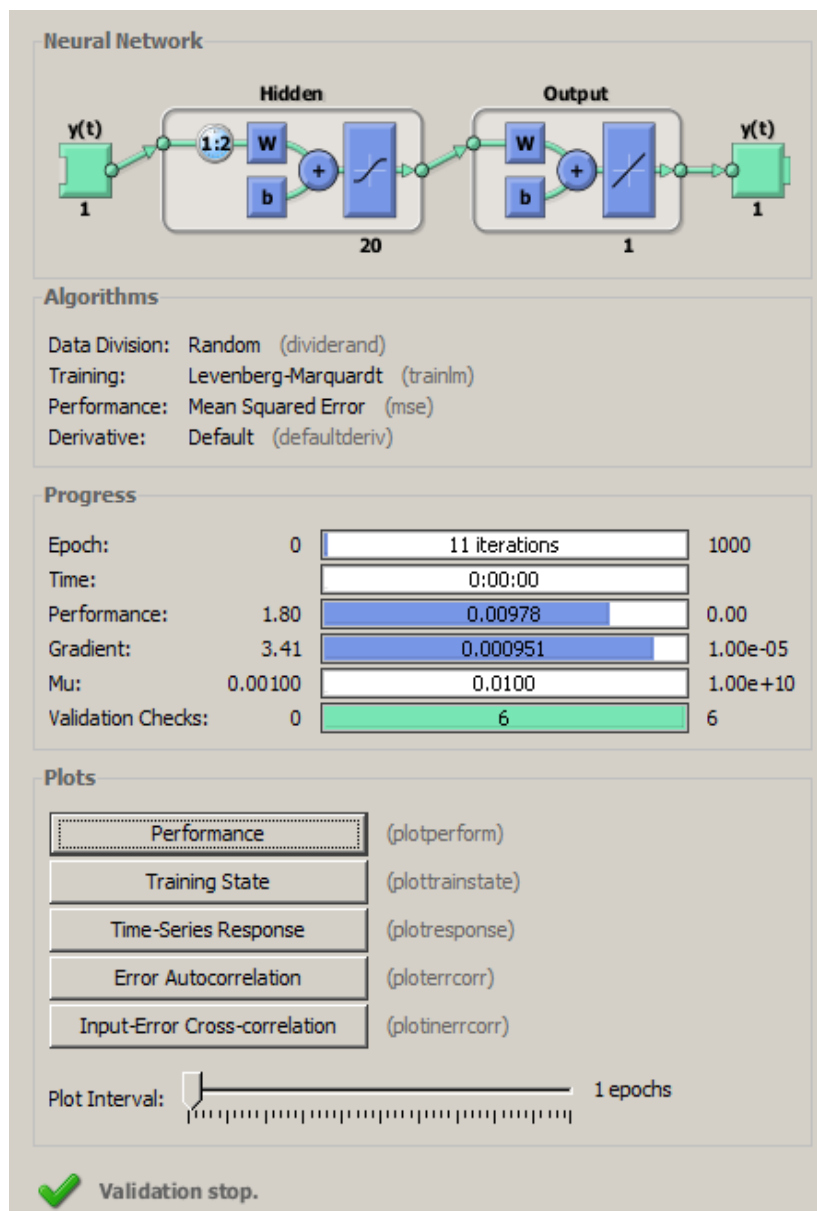 Neural Network
Hidden
Output
y(t)
1:2
W
b
+
W
b
+
y(t)
1
20
1
1
Algorithms
Data Division: Random (dividerand)
Training: Levenberg-Marquardt (trainlm)
Performance: Mean Squared Error (mse)
Derivative: Default (defaultderiv)
Progress
Epoch: 0 11 iterations 1000
Time: 0:00:00
Performance: 1.80 0.00978 0.00
Gradient: 3.41 0.000951 1.00e-05
Mu: 0.00100 0.0100 1.00e+10
Validation Checks: 0 6 6
Plots
Performance (plotperform)
Training State (plottrainstate)
Time-Series Response (plotresponse)
Error Autocorrelation (ploterrcorr)
Input-Error Cross-correlation (plotinerrcorr)
Plot Interval: 1 epochs
Validation stop.